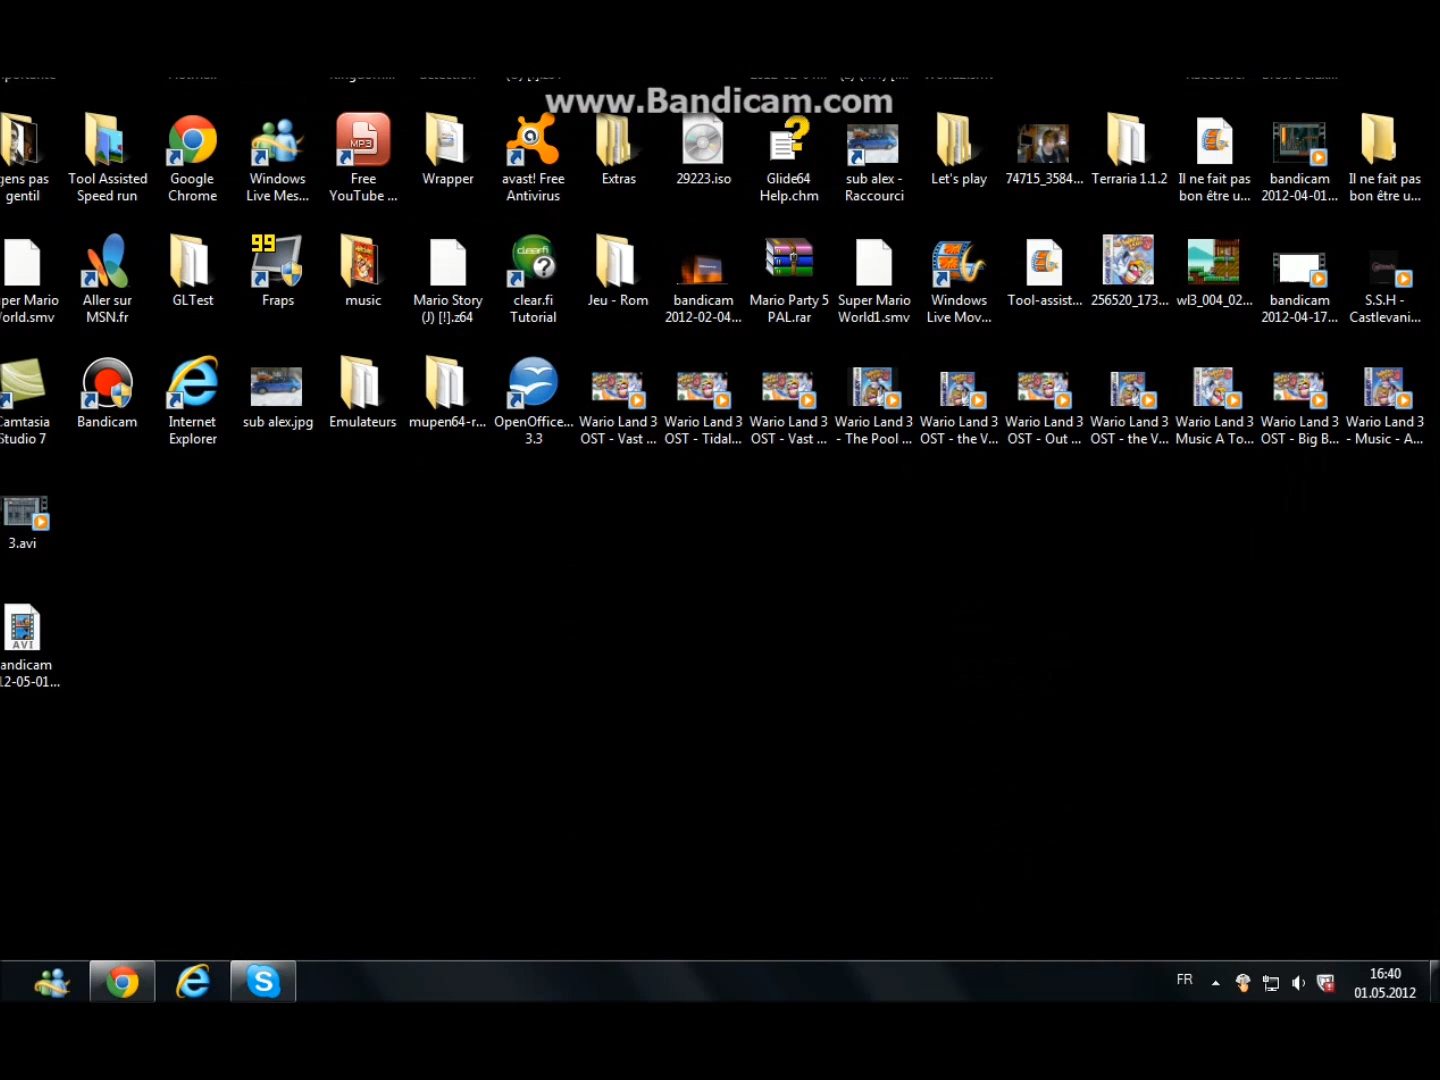 www.Bandicam.com
gens pas
gentil
Tool Assisted
Speed run
Google
Chrome
Windows
Live Mes...
MP3
Free
YouTube ...
Wrapper
avast! Free
Antivirus
Extras
29223.iso
Glide64
Help.chm
sub alex -
Raccourci
Let's play
74715_3584...
Terraria 1.1.2
Il ne fait pas
bon être u...
bandicam
2012-04-01...
Il ne fait pas
bon être u...
per Mario
orld.smv
Aller sur
MSN.fr
GLTest
99
Fraps
music
Mario Story
(J) [!].z64
clear.fi
clear.fi
Tutorial
Jeu - Rom
bandicam
2012-02-04...
Mario Party 5
PAL.rar
Super Mario
World1.smv
Windows
Live Mov...
Tool-assist...
256520_173...
wl3_004_02...
bandicam
2012-04-17...
S.S.H -
Castlevani...
Camtasia
Studio 7
Bandicam
Internet
Explorer
sub alex.jpg
Emulateurs
mupen64-r...
OpenOffice...
3.3
Wario Land 3
OST - Vast ...
Wario Land 3
OST - Tidal...
Wario Land 3
OST - Vast ...
Wario Land 3
- The Pool ...
Wario Land 3
OST - the V...
Wario Land 3
OST - Out ...
Wario Land 3
OST - the V...
Wario Land 3
Music A To...
Wario Land 3
OST - Big B...
Wario Land 3
- Music - A...
3.avi
AVI
andicam
12-05-01...
FR
16:40
01.05.2012